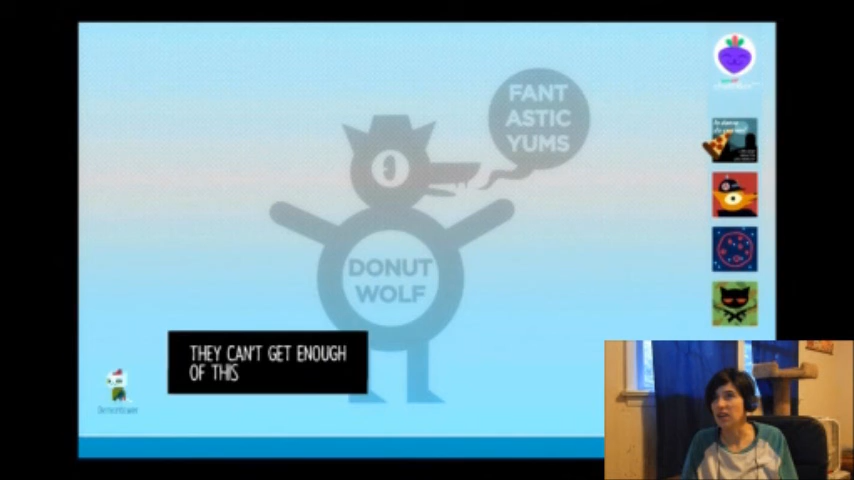 FANT
ASTIC
YUMS
DONUT
WOLF
THEY CAN'T GET ENOUGH
OF THIS